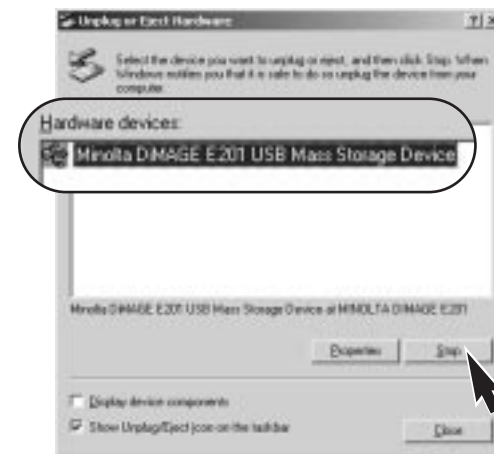 Unplug or Eject Hardware
Select the device you want to unplug or eject, and then click Stop. When
Windows notifies you that it is safe to do so unplug the device from your
computer.
Hardware devices:
Minolta DiMAGE E201 USB Mass Storage Device
Minolta DiMAGE E201 USB Mass Storage Device at MINOLTA DIMAGE E201
Properties
Stop
Display device components
Show Unplug/Eject icon on the taskbar
Close